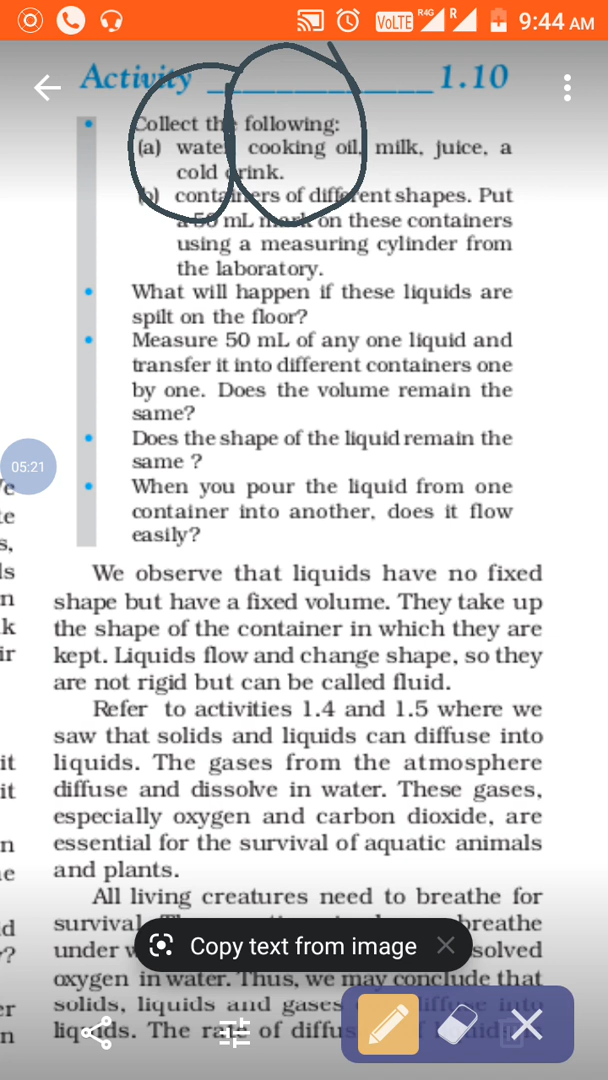 VoLTE R4G R 9:44 AM
Activity 1.10
• Collect the following:
(a) water, cooking oil, milk, juice, a
cold drink.
(b) containers of different shapes. Put
a 50 mL mark on these containers
using a measuring cylinder from
the laboratory.
• What will happen if these liquids are
spilt on the floor?
• Measure 50 mL of any one liquid and
transfer it into different containers one
by one. Does the volume remain the
same?
• Does the shape of the liquid remain the
same ?
05:21
• When you pour the liquid from one
container into another, does it flow
easily?
We observe that liquids have no fixed
shape but have a fixed volume. They take up
the shape of the container in which they are
kept. Liquids flow and change shape, so they
are not rigid but can be called fluid.
Refer to activities 1.4 and 1.5 where we
saw that solids and liquids can diffuse into
liquids. The gases from the atmosphere
diffuse and dissolve in water. These gases,
especially oxygen and carbon dioxide, are
essential for the survival of aquatic animals
and plants.
All living creatures need to breathe for
survival breathe
under solved
Copy text from image
oxygen in water. Thus, we may conclude that
solids, liquids and gases diffuse into
liquids. The rate of diffus